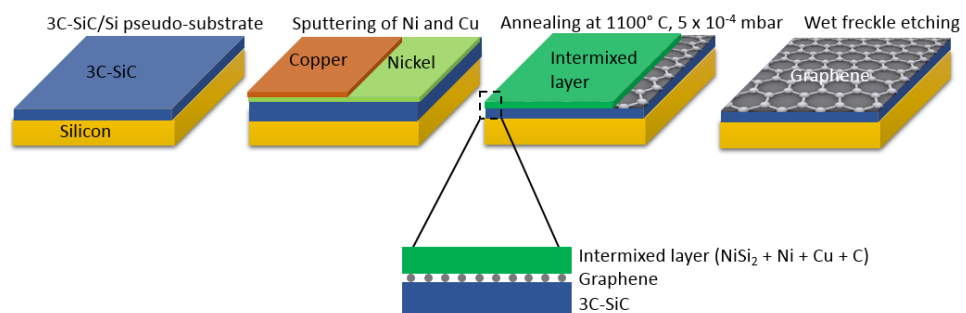 3C-SiC/Si pseudo-substrate
Sputtering of Ni and Cu
Annealing at 1100° C, 5 x 10⁻⁴ mbar
Wet freckle etching
3C-SiC
Silicon
Copper
Nickel
Intermixed
layer
Graphene
Intermixed layer (NiSi₂ + Ni + Cu + C)
Graphene
3C-SiC